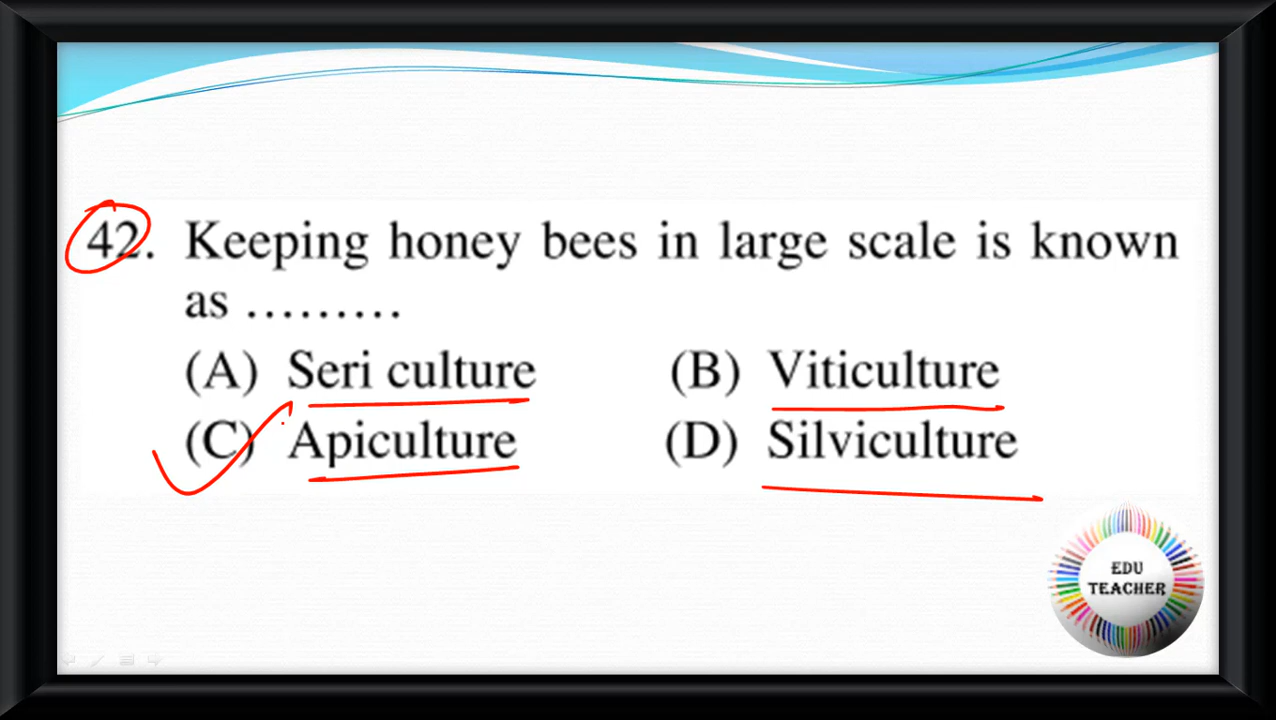 42. Keeping honey bees in large scale is known
as .........
(A) Seri culture (B) Viticulture
(C) Apiculture (D) Silviculture
EDU
TEACHER